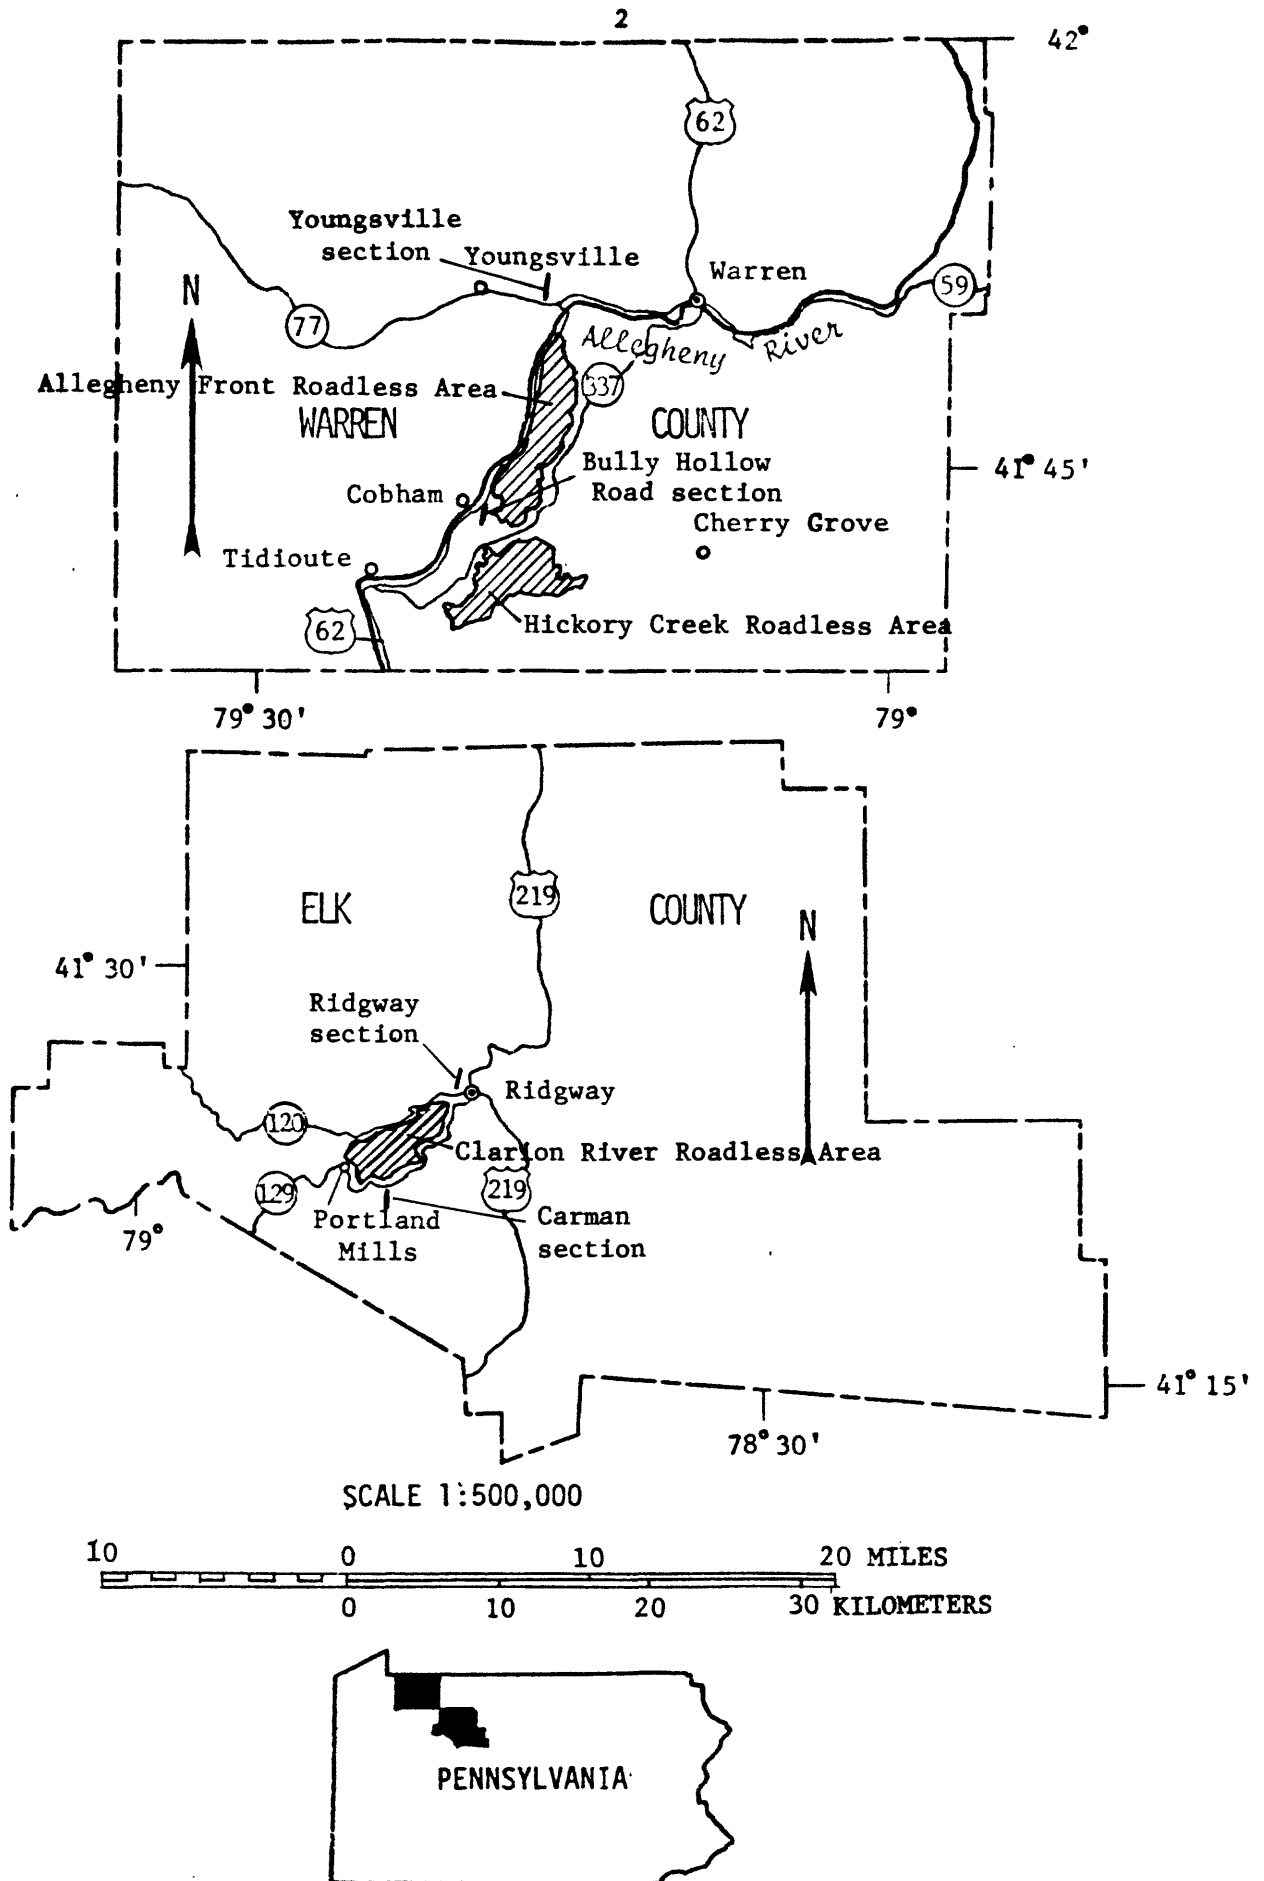 2
42°
62
Youngsville
section
Youngsville
Warren
N
59
77
Allegheny River
Allegheny Front Roadless Area
337
WARREN COUNTY
Bully Hollow
Road section
41° 45'
Cobham
Cherry Grove
Tidioute
62
Hickory Creek Roadless Area
79° 30'
79°
219
ELK COUNTY
N
41° 30'
Ridgway
section
Ridgway
120
Clarion River Roadless Area
129
219
Portland
Mills
Carman
section
79°
41° 15'
78° 30'
SCALE 1:500,000
10 0 10 20 MILES
0 10 20 30 KILOMETERS
PENNSYLVANIA